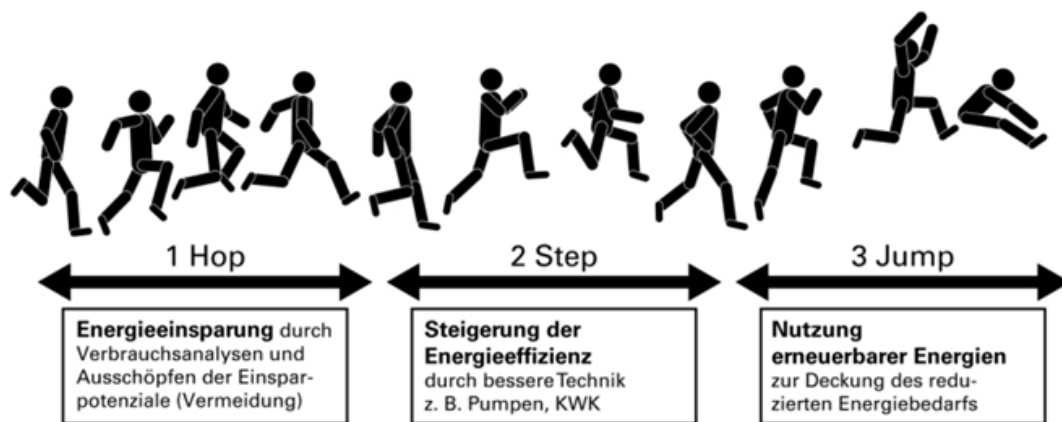 1 Hop
2 Step
3 Jump
Energieeinsparung durch
Verbrauchsanalysen und
Ausschöpfen der Einspar-
potenziale (Vermeidung)
Steigerung der
Energieeffizienz
durch bessere Technik
z. B. Pumpen, KWK
Nutzung
erneuerbarer Energien
zur Deckung des redu-
zierten Energiebedarfs